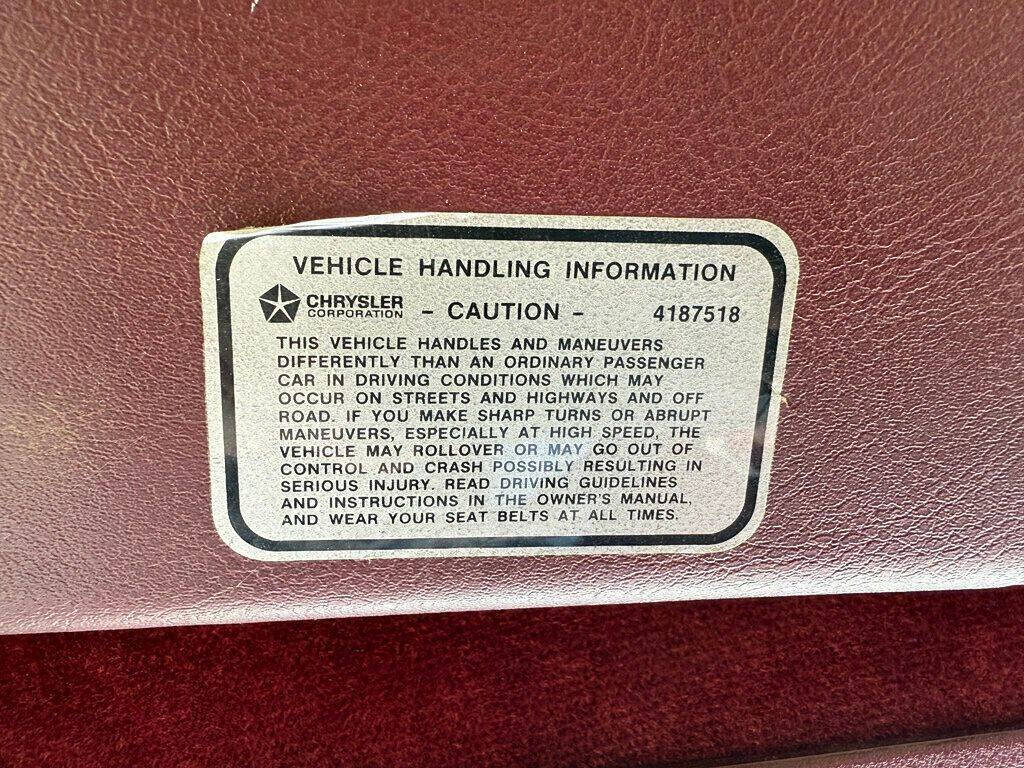 VEHICLE HANDLING INFORMATION
CHRYSLER CORPORATION - CAUTION - 4187518
THIS VEHICLE HANDLES AND MANEUVERS
DIFFERENTLY THAN AN ORDINARY PASSENGER
CAR IN DRIVING CONDITIONS WHICH MAY
OCCUR ON STREETS AND HIGHWAYS AND OFF
ROAD. IF YOU MAKE SHARP TURNS OR ABRUPT
MANEUVERS, ESPECIALLY AT HIGH SPEED, THE
VEHICLE MAY ROLLOVER OR MAY GO OUT OF
CONTROL AND CRASH POSSIBLY RESULTING IN
SERIOUS INJURY. READ DRIVING GUIDELINES
AND INSTRUCTIONS IN THE OWNER'S MANUAL,
AND WEAR YOUR SEAT BELTS AT ALL TIMES.